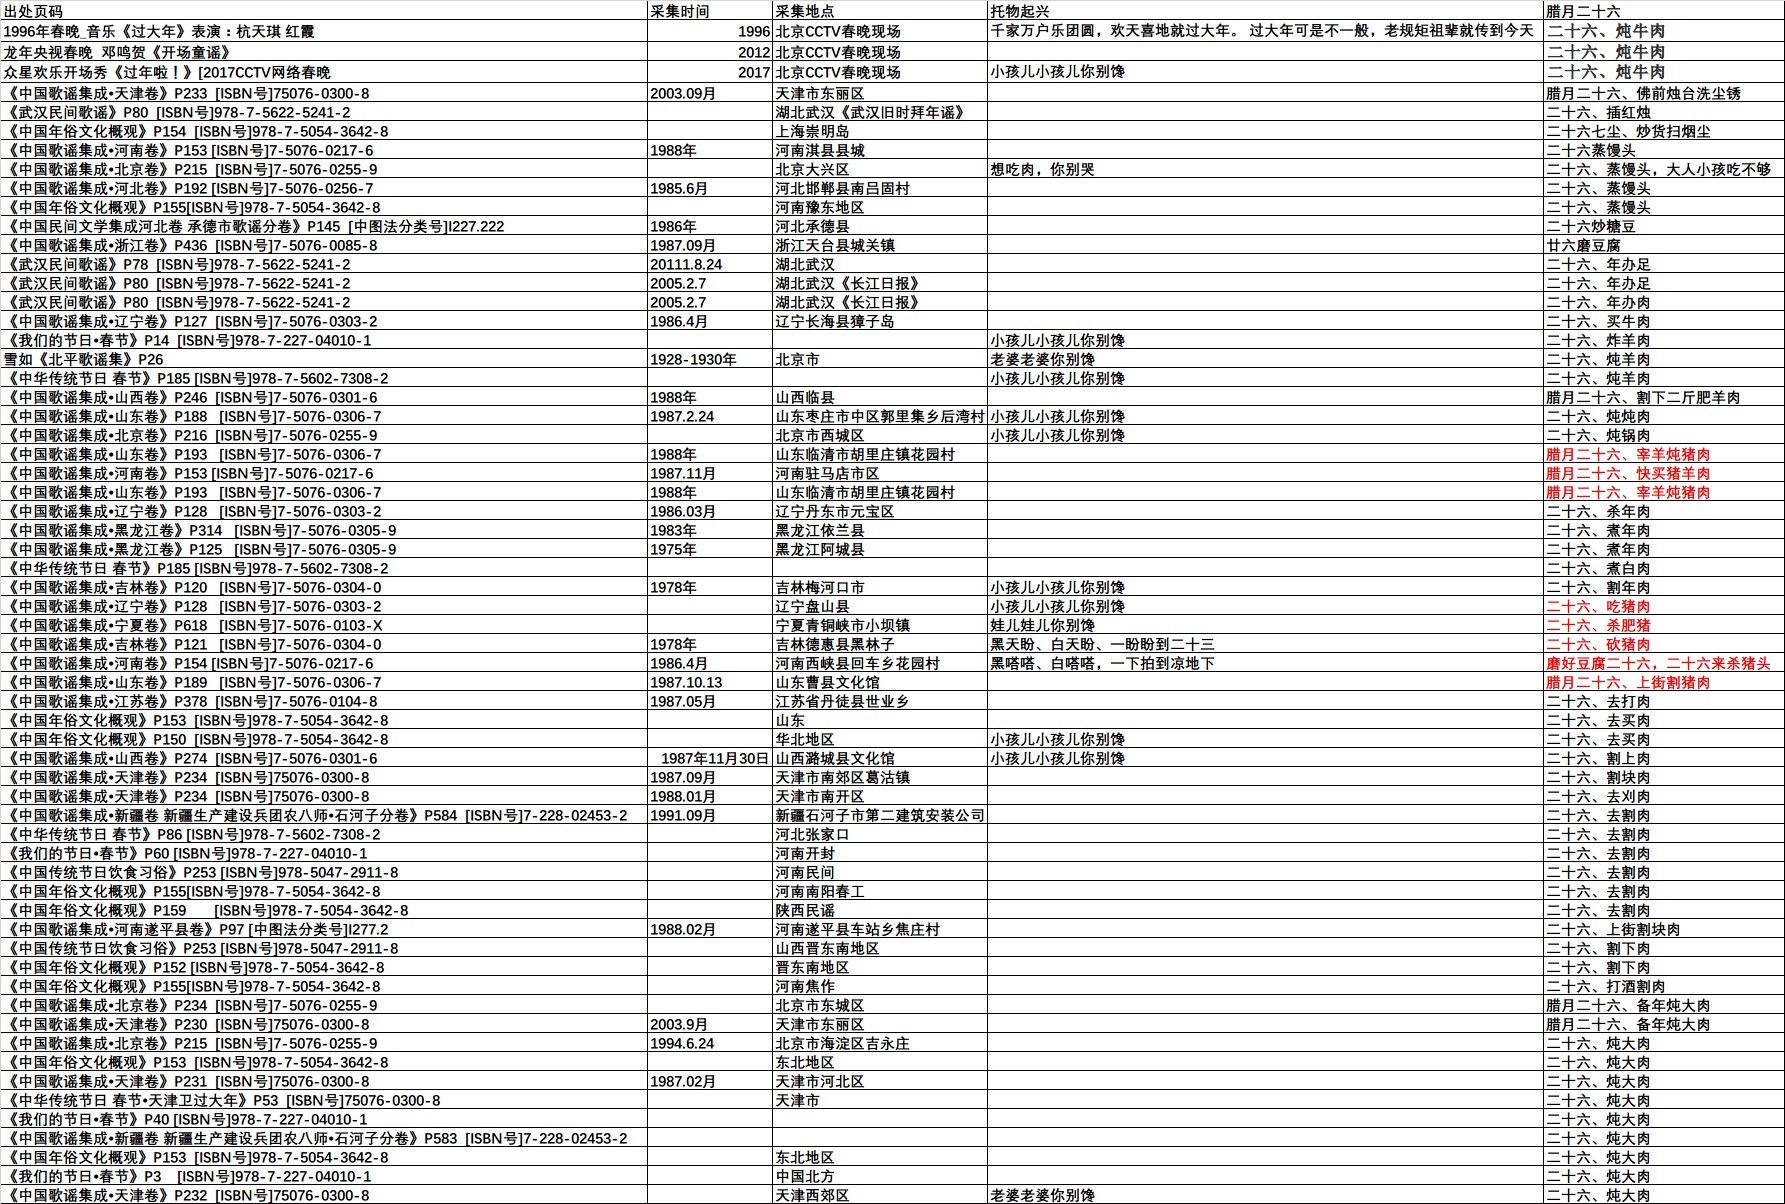 出处页码 采集时间 采集地点 托物起兴 腊月二十六
1996年春晚_音乐《过大年》表演：杭天琪 红霞 1996 北京CCTV春晚现场 千家万户乐团圆，欢天喜地就过大年。 过大年可是不一般，老规矩祖辈就传到今天 二十六、炖牛肉
龙年央视春晚 邓鸣贺《开场童谣》 2012 北京CCTV春晚现场 二十六、炖牛肉
众星欢乐开场秀《过年啦！》[2017CCTV网络春晚 2017 北京CCTV春晚现场 小孩儿小孩儿你别馋 二十六、炖牛肉
《中国歌谣集成•天津卷》P233 [ISBN号]75076-0300-8 2003.09月 天津市东丽区 腊月二十六、佛前烛台洗尘锈
《武汉民间歌谣》P80 [ISBN号]978-7-5622-5241-2 湖北武汉《武汉旧时拜年谣》 二十六、插红烛
《中国年俗文化概观》P154 [ISBN号]978-7-5054-3642-8 上海崇明岛 二十六七尘、炒货扫烟尘
《中国歌谣集成•河南卷》P153 [ISBN号]7-5076-0217-6 1988年 河南淇县县城 二十六蒸馒头
《中国歌谣集成•北京卷》P215 [ISBN号]7-5076-0255-9 北京大兴区 想吃肉，你别哭 二十六、蒸馒头，大人小孩吃不够
《中国歌谣集成•河北卷》P192 [ISBN号]7-5076-0256-7 1985.6月 河北邯郸县南吕固村 二十六、蒸馒头
《中国年俗文化概观》P155[ISBN号]978-7-5054-3642-8 河南豫东地区 二十六、蒸馒头
《中国民间文学集成河北卷 承德市歌谣分卷》P145 [中图法分类号]I227.222 1986年 河北承德县 二十六炒糖豆
《中国歌谣集成•浙江卷》P436 [ISBN号]7-5076-0085-8 1987.09月 浙江天台县城关镇 廿六磨豆腐
《武汉民间歌谣》P78 [ISBN号]978-7-5622-5241-2 20111.8.24 湖北武汉 二十六、年办足
《武汉民间歌谣》P80 [ISBN号]978-7-5622-5241-2 2005.2.7 湖北武汉《长江日报》 二十六、年办足
《武汉民间歌谣》P80 [ISBN号]978-7-5622-5241-2 2005.2.7 湖北武汉《长江日报》 二十六、年办肉
《中国歌谣集成•辽宁卷》P127 [ISBN号]7-5076-0303-2 1986.4月 辽宁长海县獐子岛 二十六、买牛肉
《我们的节日•春节》P14 [ISBN号]978-7-227-04010-1 小孩儿小孩儿你别馋 二十六、炸羊肉
雪如《北平歌谣集》P26 1928-1930年 北京市 老婆老婆你别馋 二十六、炖羊肉
《中华传统节日 春节》P185 [ISBN号]978-7-5602-7308-2 小孩儿小孩儿你别馋 二十六、炖羊肉
《中国歌谣集成•山西卷》P246 [ISBN号]7-5076-0301-6 1988年 山西临县 腊月二十六、割下二斤肥羊肉
《中国歌谣集成•山东卷》P188 [ISBN号]7-5076-0306-7 1987.2.24 山东枣庄市中区郭里集乡后湾村 小孩儿小孩儿你别馋 二十六、炖炖肉
《中国歌谣集成•北京卷》P216 [ISBN号]7-5076-0255-9 北京市西城区 小孩儿小孩儿你别馋 二十六、炖锅肉
《中国歌谣集成•山东卷》P193 [ISBN号]7-5076-0306-7 1988年 山东临清市胡里庄镇花园村 腊月二十六、宰羊炖猪肉
《中国歌谣集成•河南卷》P153 [ISBN号]7-5076-0217-6 1987.11月 河南驻马店市区 腊月二十六、快买猪羊肉
《中国歌谣集成•山东卷》P193 [ISBN号]7-5076-0306-7 1988年 山东临清市胡里庄镇花园村 腊月二十六、宰羊炖猪肉
《中国歌谣集成•辽宁卷》P128 [ISBN号]7-5076-0303-2 1986.03月 辽宁丹东市元宝区 二十六、杀年肉
《中国歌谣集成•黑龙江卷》P314 [ISBN号]7-5076-0305-9 1983年 黑龙江依兰县 二十六、煮年肉
《中国歌谣集成•黑龙江卷》P125 [ISBN号]7-5076-0305-9 1975年 黑龙江阿城县 二十六、煮年肉
《中华传统节日 春节》P185 [ISBN号]978-7-5602-7308-2 二十六、煮白肉
《中国歌谣集成•吉林卷》P120 [ISBN号]7-5076-0304-0 1978年 吉林梅河口市 小孩儿小孩儿你别馋 二十六、割年肉
《中国歌谣集成•辽宁卷》P128 [ISBN号]7-5076-0303-2 辽宁盘山县 小孩儿小孩儿你别馋 二十六、吃猪肉
《中国歌谣集成•宁夏卷》P618 [ISBN号]7-5076-0103-X 宁夏青铜峡市小坝镇 娃儿娃儿你别馋 二十六、杀肥猪
《中国歌谣集成•吉林卷》P121 [ISBN号]7-5076-0304-0 1978年 吉林德惠县黑林子 黑天盼、白天盼、一盼盼到二十三 二十六、砍猪肉
《中国歌谣集成•河南卷》P154 [ISBN号]7-5076-0217-6 1986.4月 河南西峡县回车乡花园村 黑嗒嗒、白嗒嗒，一下拍到凉地下 磨好豆腐二十六，二十六来杀猪头
《中国歌谣集成•山东卷》P189 [ISBN号]7-5076-0306-7 1987.10.13 山东曹县文化馆 腊月二十六、上街割猪肉
《中国歌谣集成•江苏卷》P378 [ISBN号]7-5076-0104-8 1987.05月 江苏省丹徒县世业乡 二十六、去打肉
《中国年俗文化概观》P153 [ISBN号]978-7-5054-3642-8 山东 二十六、去买肉
《中国年俗文化概观》P150 [ISBN号]978-7-5054-3642-8 华北地区 小孩儿小孩儿你别馋 二十六、去买肉
《中国歌谣集成•山西卷》P274 [ISBN号]7-5076-0301-6 1987年11月30日 山西潞城县文化馆 小孩儿小孩儿你别馋 二十六、割上肉
《中国歌谣集成•天津卷》P234 [ISBN号]75076-0300-8 1987.09月 天津市南郊区葛沽镇 二十六、割块肉
《中国歌谣集成•天津卷》P234 [ISBN号]75076-0300-8 1988.01月 天津市南开区 二十六、去刈肉
《中国歌谣集成•新疆卷 新疆生产建设兵团农八师•石河子分卷》P584 [ISBN号]7-228-02453-2 1991.09月 新疆石河子市第二建筑安装公司 二十六、去割肉
《中华传统节日 春节》P86 [ISBN号]978-7-5602-7308-2 河北张家口 二十六、去割肉
《我们的节日•春节》P60 [ISBN号]978-7-227-04010-1 河南开封 二十六、去割肉
《中国传统节日饮食习俗》P253 [ISBN号]978-5047-2911-8 河南民间 二十六、去割肉
《中国年俗文化概观》P155[ISBN号]978-7-5054-3642-8 河南南阳春工 二十六、去割肉
《中国年俗文化概观》P159 [ISBN号]978-7-5054-3642-8 陕西民谣 二十六、去割肉
《中国歌谣集成•河南遂平县卷》P97 [中图法分类号]I277.2 1988.02月 河南遂平县车站乡焦庄村 二十六、上街割块肉
《中国传统节日饮食习俗》P253 [ISBN号]978-5047-2911-8 山西晋东南地区 二十六、割下肉
《中国年俗文化概观》P152 [ISBN号]978-7-5054-3642-8 晋东南地区 二十六、割下肉
《中国年俗文化概观》P155[ISBN号]978-7-5054-3642-8 河南焦作 二十六、打酒割肉
《中国歌谣集成•北京卷》P234 [ISBN号]7-5076-0255-9 北京市东城区 腊月二十六、备年炖大肉
《中国歌谣集成•天津卷》P230 [ISBN号]75076-0300-8 2003.9月 天津市东丽区 腊月二十六、备年炖大肉
《中国歌谣集成•北京卷》P215 [ISBN号]7-5076-0255-9 1994.6.24 北京市海淀区吉永庄 二十六、炖大肉
《中国年俗文化概观》P153 [ISBN号]978-7-5054-3642-8 东北地区 二十六、炖大肉
《中国歌谣集成•天津卷》P231 [ISBN号]75076-0300-8 1987.02月 天津市河北区 二十六、炖大肉
《中华传统节日 春节•天津卫过大年》P53 [ISBN号]75076-0300-8 天津市 二十六、炖大肉
《我们的节日•春节》P40 [ISBN号]978-7-227-04010-1 二十六、炖大肉
《中国歌谣集成•新疆卷 新疆生产建设兵团农八师•石河子分卷》P583 [ISBN号]7-228-02453-2 二十六、炖大肉
《中国年俗文化概观》P153 [ISBN号]978-7-5054-3642-8 东北地区 二十六、炖大肉
《我们的节日•春节》P3 [ISBN号]978-7-227-04010-1 中国北方 二十六、炖大肉
《中国歌谣集成•天津卷》P232 [ISBN号]75076-0300-8 天津西郊区 老婆老婆你别馋 二十六、炖大肉